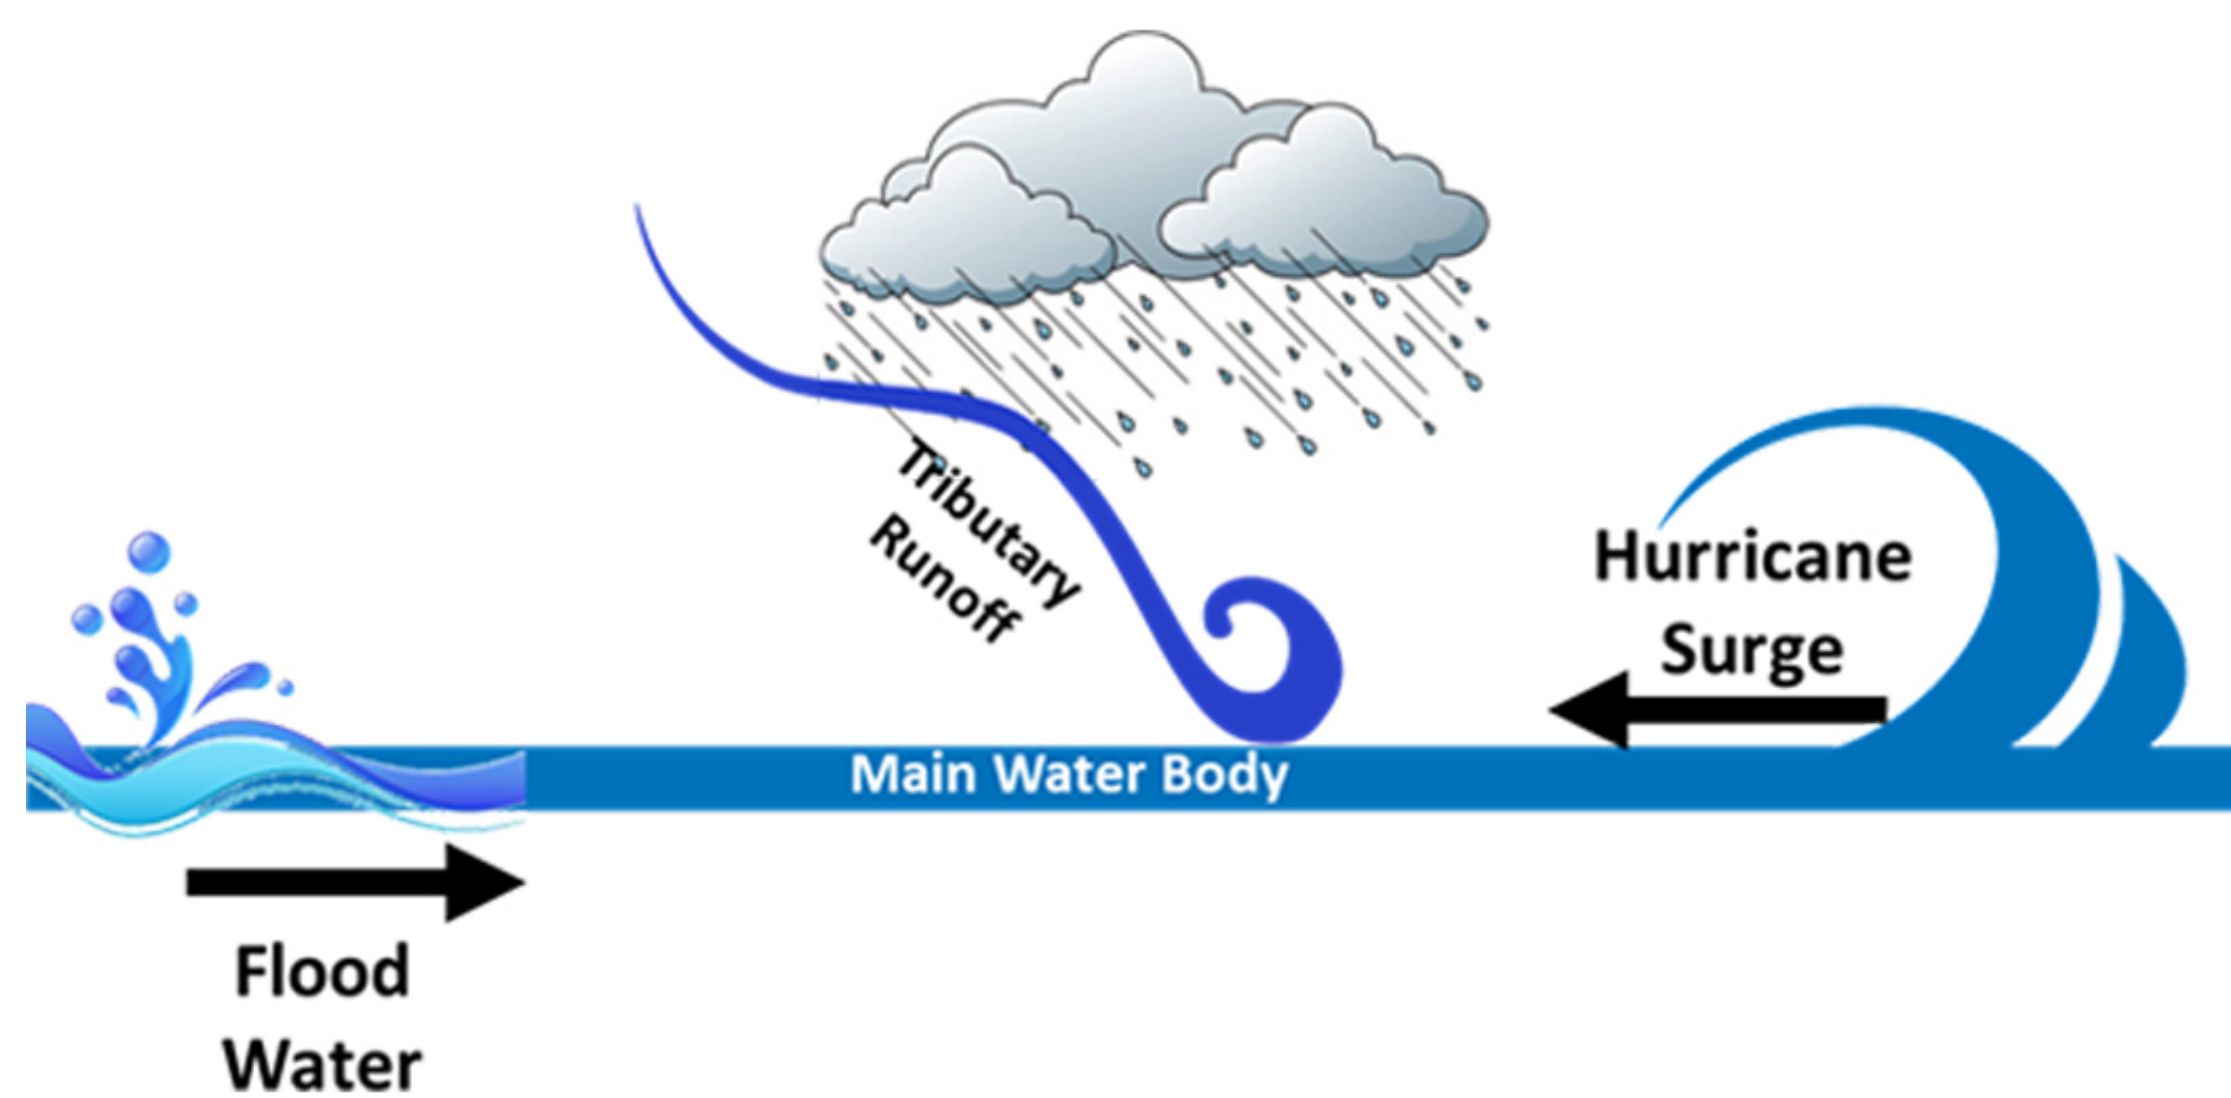 Tributary
Runoff
Hurricane
Surge
Main Water Body
Flood
Water